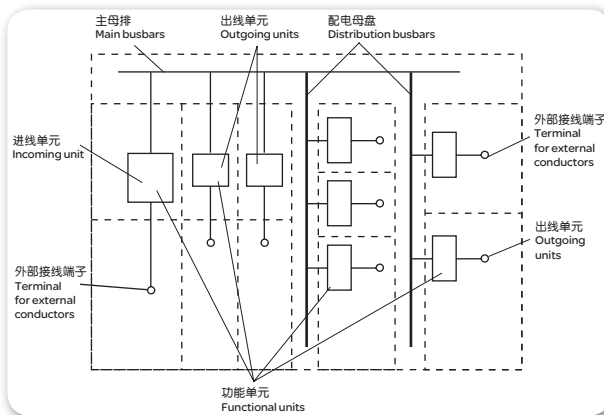 主母排
Main busbars
出线单元
Outgoing units
配电母盘
Distribution busbars
进线单元
Incoming unit
外部接线端子
Terminal
for external
conductors
外部接线端子
Terminal
for external
conductors
出线单元
Outgoing
units
功能单元
Functional units